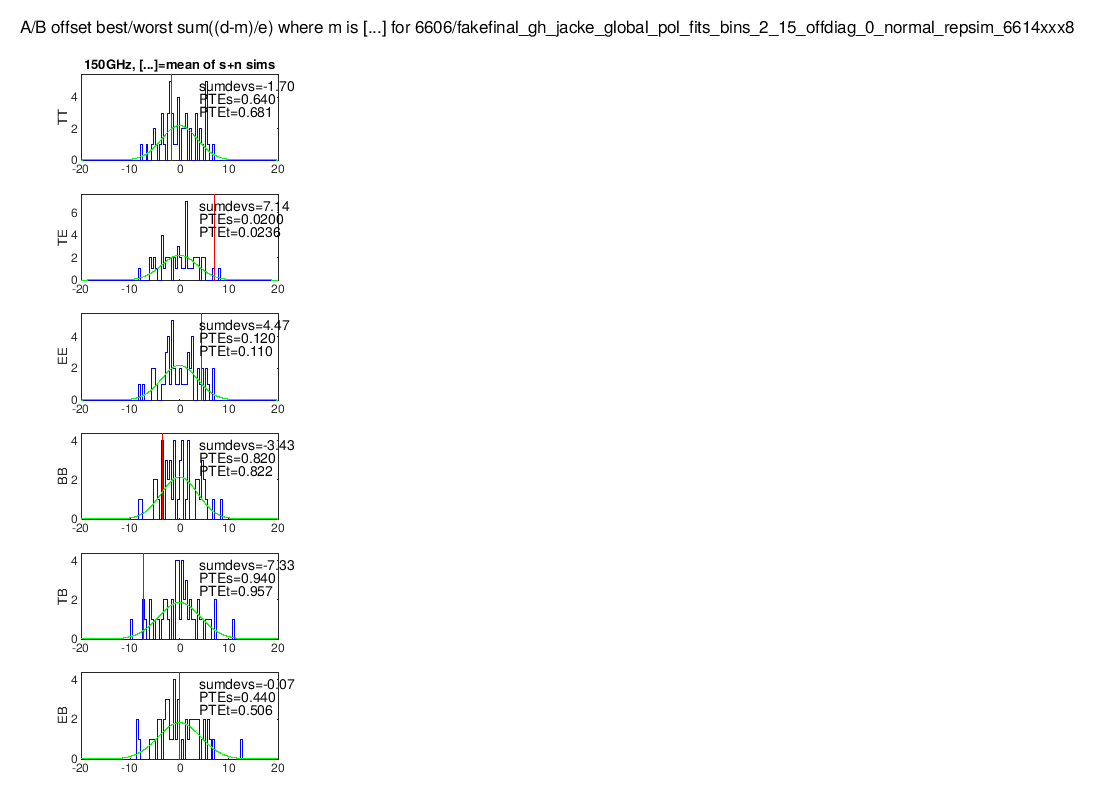 A/B offset best/worst sum((d-m)/e) where m is [...] for 6606/fakefinal_gh_jacke_global_pol_fits_bins_2_15_offdiag_0_normal_repsim_6614xxx8
150GHz, [...]=mean of s+n sims
TT
4
2
0
sumdevs=-1.70
PTEs=0.640
PTEt=0.681
-20 -10 0 10 20
TE
6
4
2
0
sumdevs=7.14
PTEs=0.0200
PTEt=0.0236
-20 -10 0 10 20
EE
4
2
0
sumdevs=4.47
PTEs=0.120
PTEt=0.110
-20 -10 0 10 20
BB
4
2
0
sumdevs=-3.43
PTEs=0.820
PTEt=0.822
-20 -10 0 10 20
TB
4
2
0
sumdevs=-7.33
PTEs=0.940
PTEt=0.957
-20 -10 0 10 20
EB
4
2
0
sumdevs=-0.07
PTEs=0.440
PTEt=0.506
-20 -10 0 10 20